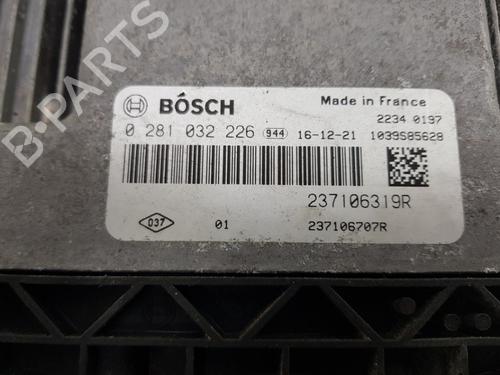 BOSCH Made in France
2234 0197
0 281 032 226 944 16-12-21 1039S85628
237106319R
D37 01 237106707R
B-PARTS